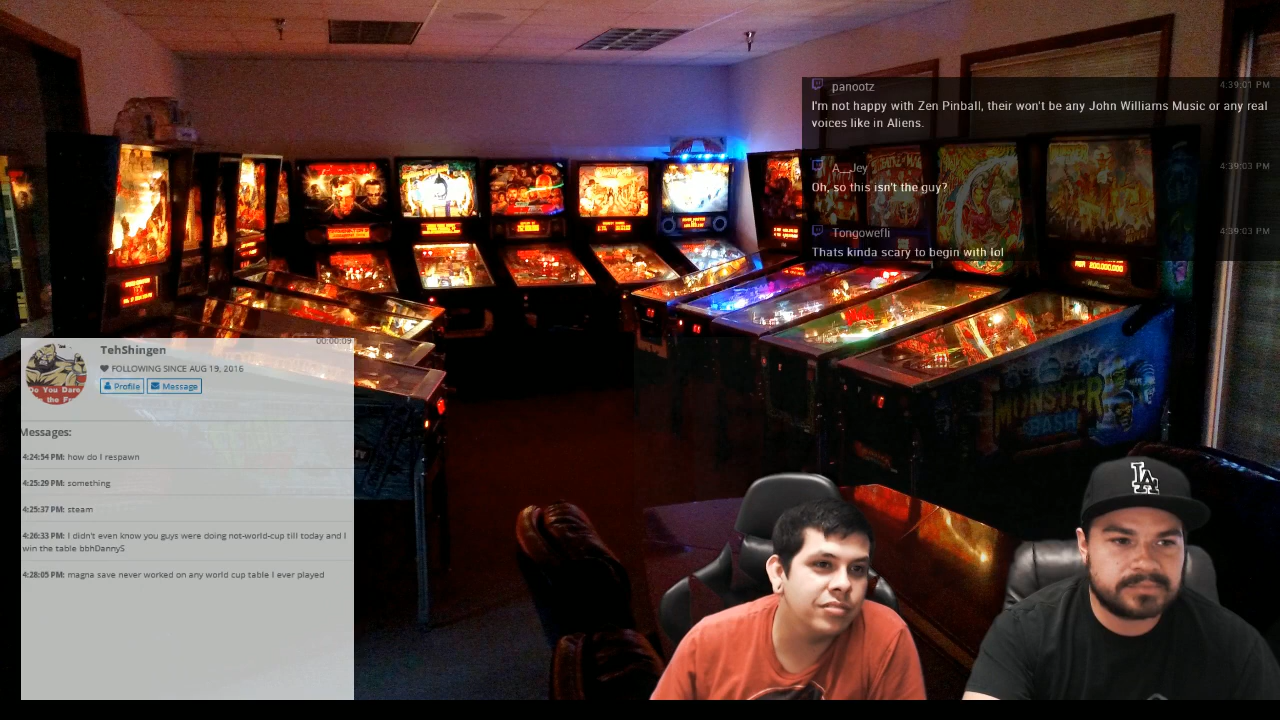 panootz
4:39:01 PM
I'm not happy with Zen Pinball, their won't be any John Williams Music or any real
voices like in Aliens.
A__Jey
4:39:03 PM
Oh, so this isn't the guy?
Tongowefli
4:39:03 PM
Thats kinda scary to begin with lol
00:00:09
TehShingen
FOLLOWING SINCE AUG 19, 2016
Profile
Message
Do You Dare
Messages:
4:24:54 PM: how do I respawn
4:25:29 PM: something
4:25:37 PM: steam
4:26:33 PM: I didn't even know you guys were doing not-world-cup till today and I
win the table bbhDannyS
4:28:05 PM: magna save never worked on any world cup table I ever played
MONSTER
BASH
LA